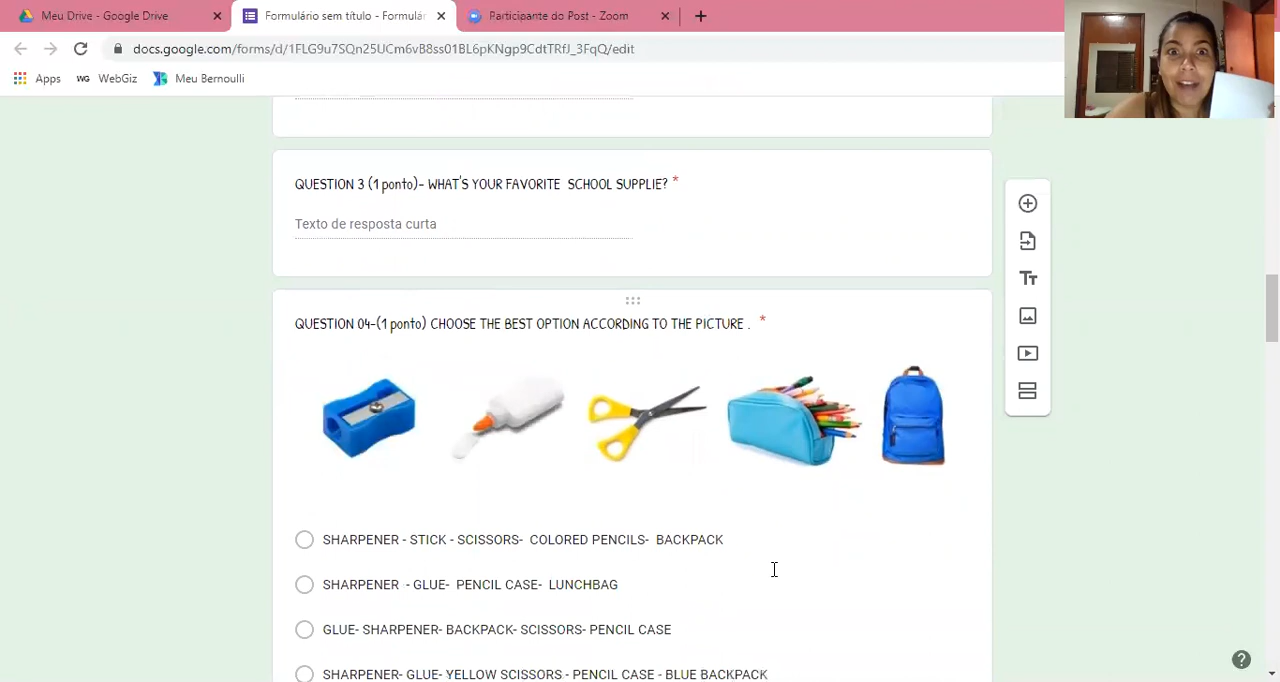 Meu Drive - Google Drive
Formulário sem título - Formulár
Participante do Post - Zoom
docs.google.com/forms/d/1FLG9u7SQn25UCm6vB8ss01BL6pKNgp9CdtTRfJ_3FqQ/edit
Apps
WG WebGiz
Meu Bernoulli
QUESTION 3 (1 ponto)- WHAT'S YOUR FAVORITE SCHOOL SUPPLIE? *
Texto de resposta curta
QUESTION 04-(1 ponto) CHOOSE THE BEST OPTION ACCORDING TO THE PICTURE . *
SHARPENER - STICK - SCISSORS- COLORED PENCILS- BACKPACK
SHARPENER - GLUE- PENCIL CASE- LUNCHBAG
GLUE- SHARPENER- BACKPACK- SCISSORS- PENCIL CASE
SHARPENER- GLUE- YELLOW SCISSORS - PENCIL CASE - BLUE BACKPACK